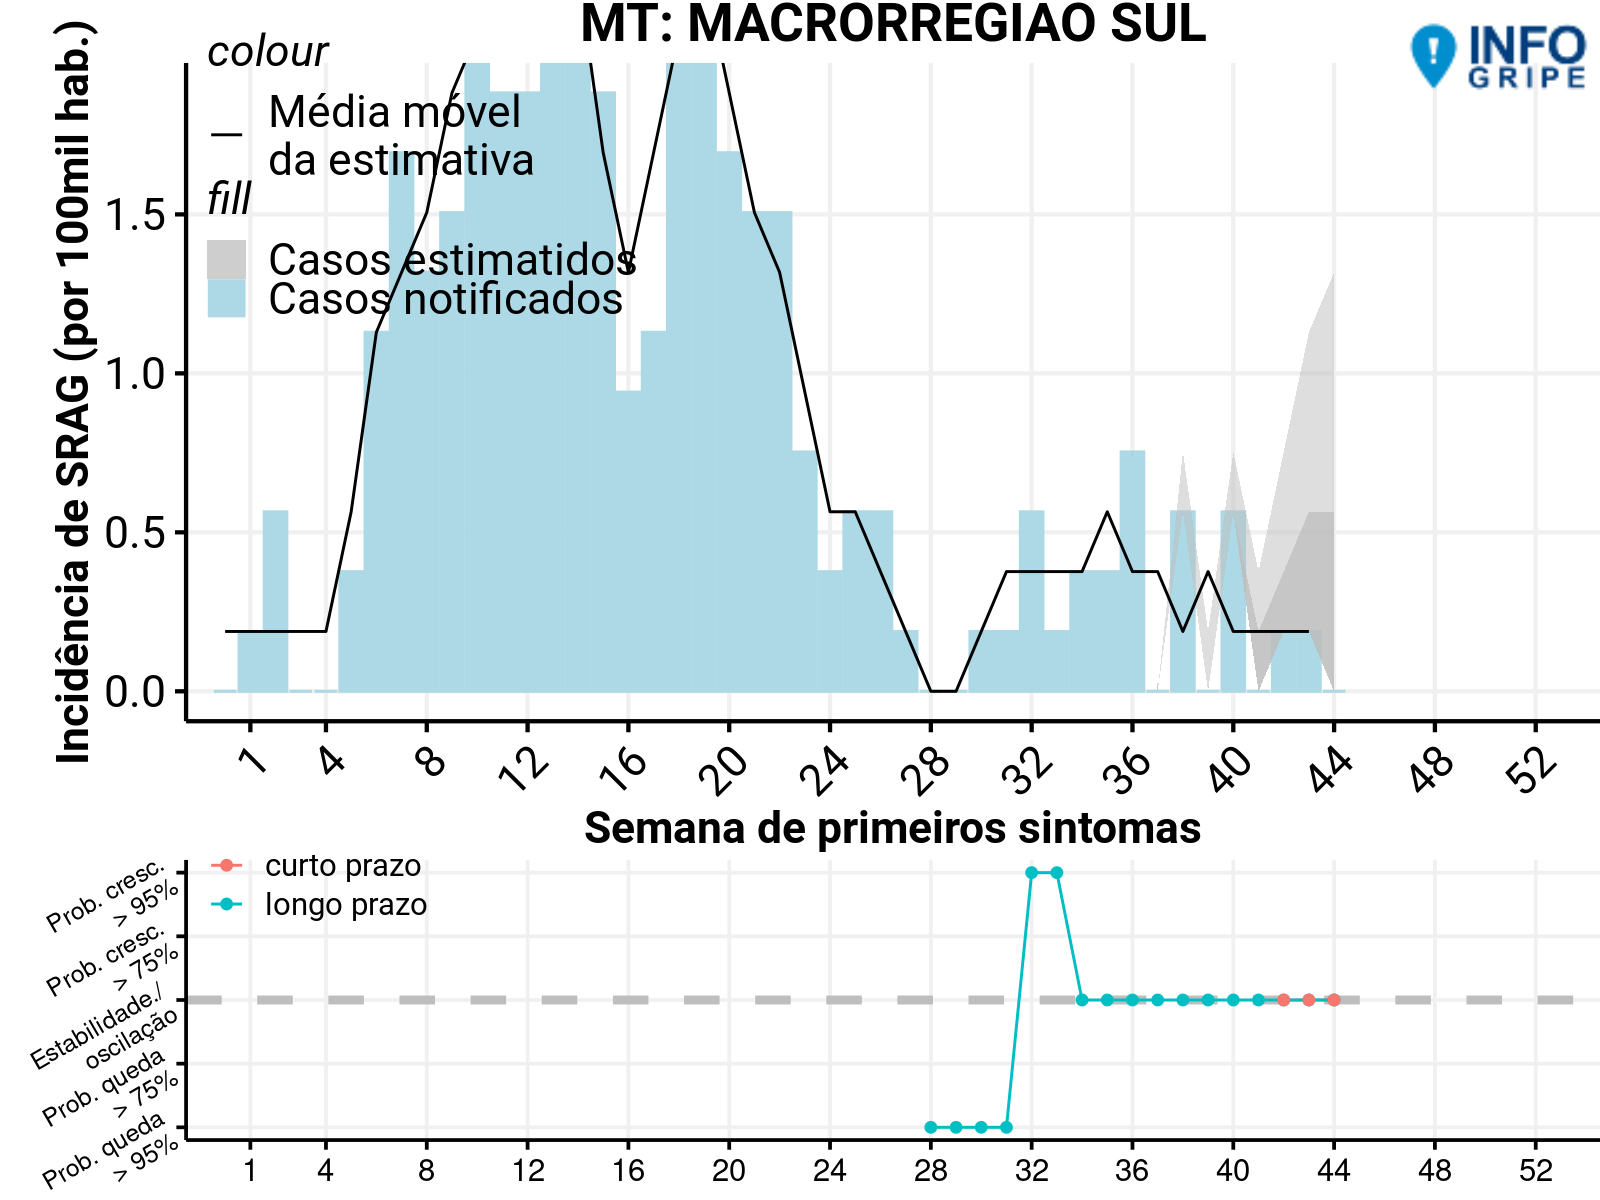 MT: MACRORREGIAO SUL
INFO
GRIPE
Incidência de SRAG (por 100mil hab.)
colour
Média móvel
da estimativa
fill
Casos estimatidos
Casos notificados
1.5
1.0
0.5
0.0
1 4 8 12 16 20 24 28 32 36 40 44 48 52
Semana de primeiros sintomas
curto prazo
longo prazo
Prob. cresc.
> 95%
Prob. cresc.
> 75%
Estabilidade./
oscilação
Prob. queda
> 75%
Prob. queda
> 95%
1 4 8 12 16 20 24 28 32 36 40 44 48 52